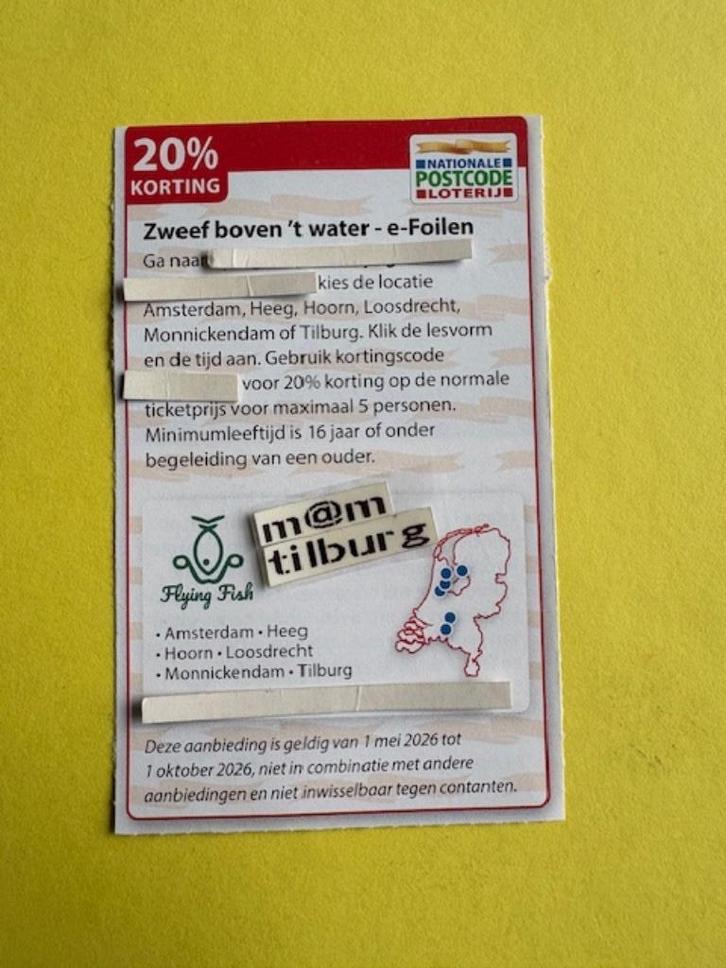 20%
KORTING
NATIONALE
POSTCODE
LOTERIJ
Zweef boven 't water - e-Foilen
Ga naar
kies de locatie
Amsterdam, Heeg, Hoorn, Loosdrecht,
Monnickendam of Tilburg. Klik de lesvorm
en de tijd aan. Gebruik kortingscode
voor 20% korting op de normale
ticketprijs voor maximaal 5 personen.
Minimumleeftijd is 16 jaar of onder
begeleiding van een ouder.
m@m
tilburg
Flying Fish
• Amsterdam • Heeg
• Hoorn • Loosdrecht
• Monnickendam • Tilburg
Deze aanbieding is geldig van 1 mei 2026 tot
1 oktober 2026, niet in combinatie met andere
aanbiedingen en niet inwisselbaar tegen contanten.